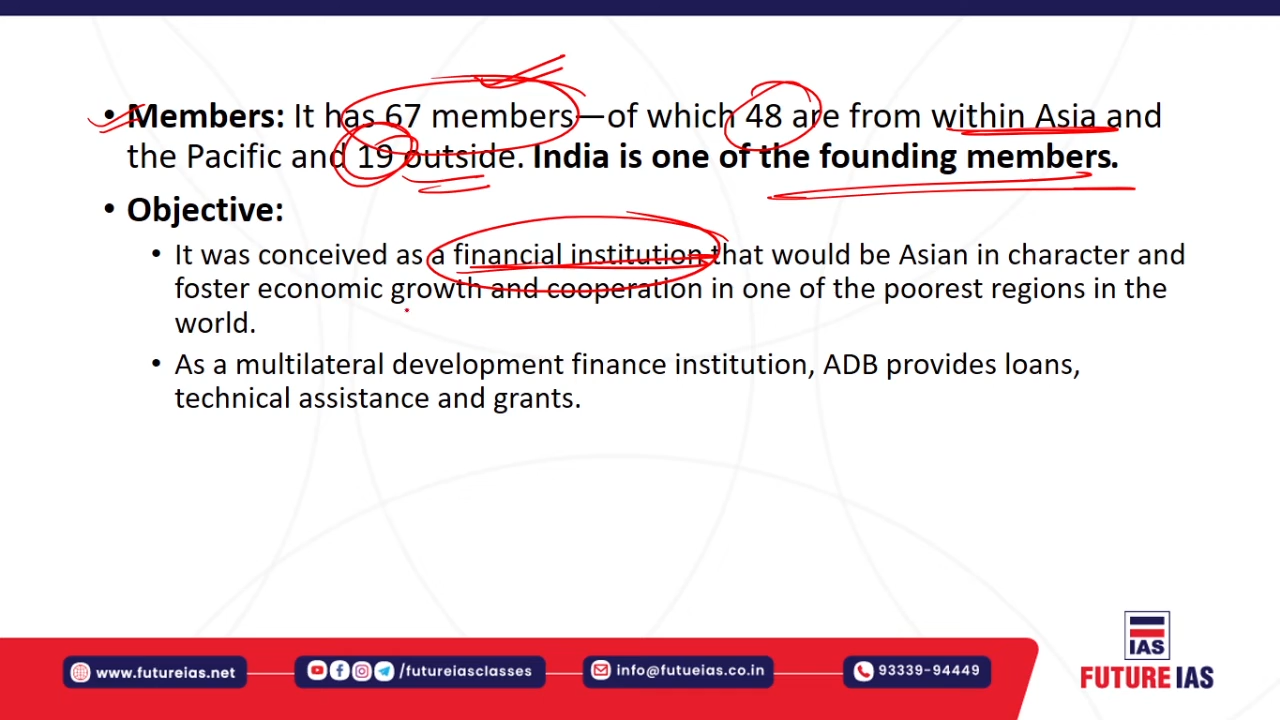 • Members: It has 67 members—of which 48 are from within Asia and
the Pacific and 19 outside. India is one of the founding members.
• Objective:
• It was conceived as a financial institution that would be Asian in character and
foster economic growth and cooperation in one of the poorest regions in the
world.
• As a multilateral development finance institution, ADB provides loans,
technical assistance and grants.
www.futureias.net
/futureiasclasses
info@futueias.co.in
93339-94449
IAS
FUTURE IAS